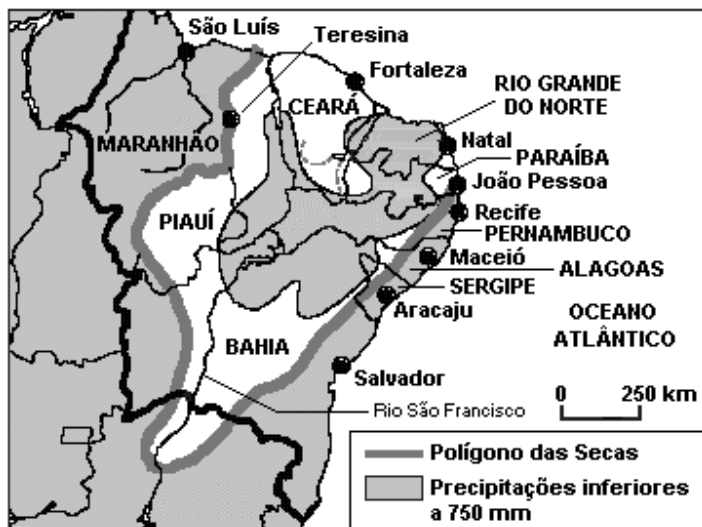 São Luís
Teresina
Fortaleza
CEARÁ
RIO GRANDE
DO NORTE
MARANHÃO
Natal
PARAÍBA
João Pessoa
PIAUÍ
Recife
PERNAMBUCO
Maceió
ALAGOAS
SERGIPE
Aracaju
OCEANO
ATLÂNTICO
BAHIA
Salvador
0 250 km
Rio São Francisco
Polígono das Secas
Precipitações inferiores
a 750 mm